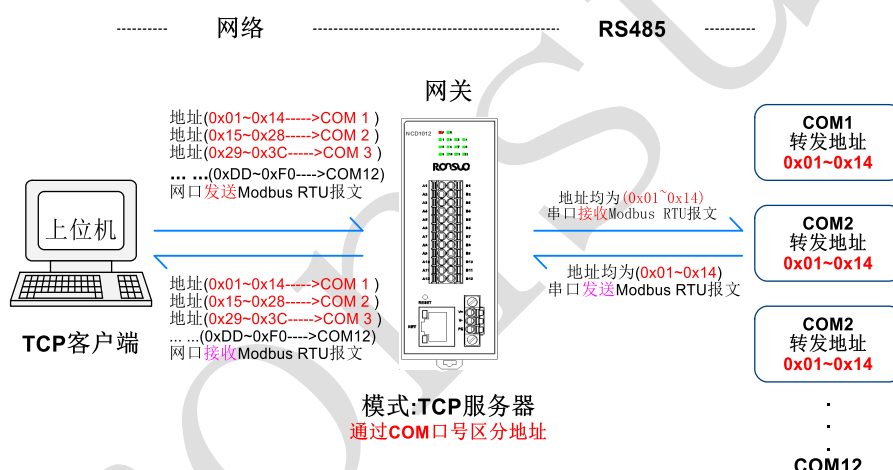 网络
RS485
网关
地址(0x01~0x14----->COM 1 )
地址(0x15~0x28----->COM 2 )
地址(0x29~0x3C----->COM 3 )
... ...(0xDD~0xF0---->COM12)
网口发送Modbus RTU报文
NCD1012
RONSUO
上位机
TCP客户端
地址(0x01~0x14----->COM 1 )
地址(0x15~0x28----->COM 2 )
地址(0x29~0x3C----->COM 3 )
... ...(0xDD~0xF0---->COM12)
网口接收Modbus RTU报文
RESET
NET
V+
V-
PG
地址均为(0x01~0x14)
串口接收Modbus RTU报文
地址均为(0x01~0x14)
串口发送Modbus RTU报文
COM1
转发地址
0x01~0x14
COM2
转发地址
0x01~0x14
COM2
转发地址
0x01~0x14
COM12
模式:TCP服务器
通过COM口号区分地址